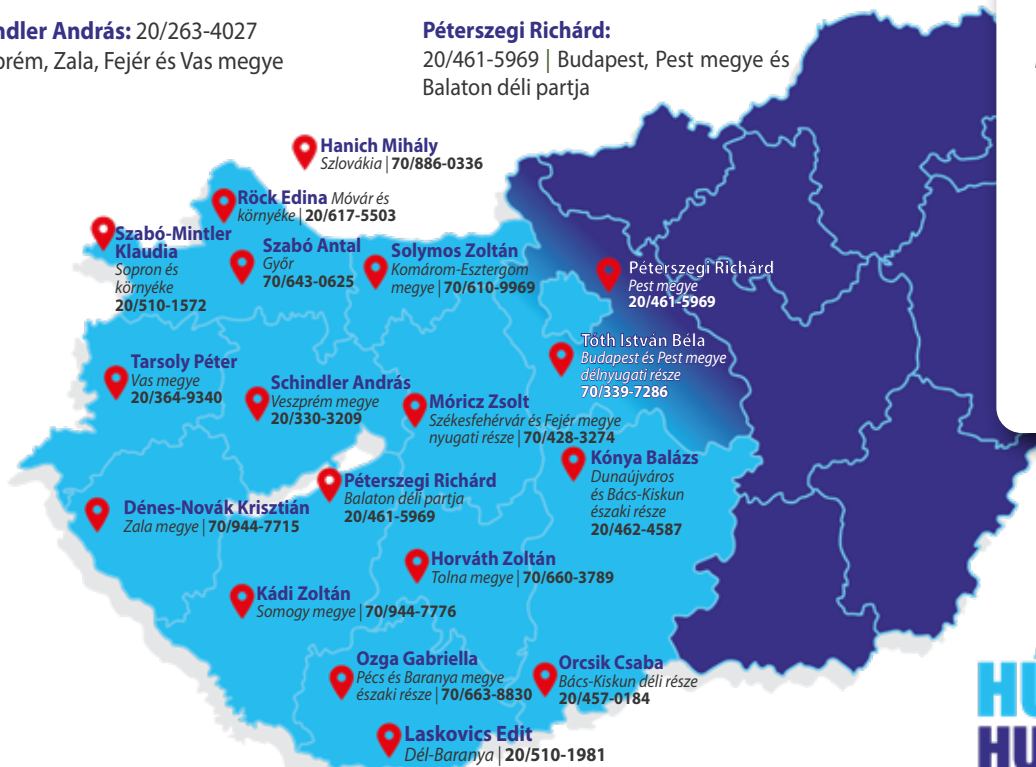 ndler András: 20/263-4027
prém, Zala, Fejér és Vas megye
Péterszegi Richárd:
20/461-5969 | Budapest, Pest megye és
Balaton déli partja
Hanich Mihály
Szlovákia | 70/886-0336
Röck Edina Móvár és
környéke | 20/617-5503
Szabó-Mintler
Klaudia
Sopron és
környéke
20/510-1572
Szabó Antal
Győr
70/643-0625
Solymos Zoltán
Komárom-Esztergom
megye | 70/610-9969
Péterszegi Richárd
Pest megye
20/461-5969
Tóth István Béla
Budapest és Pest megye
délnyugati része
70/339-7286
Tarsoly Péter
Vas megye
20/364-9340
Schindler András
Veszprém megye
20/330-3209
Móricz Zsolt
Székesfehérvár és Fejér megye
nyugati része | 70/428-3274
Kónya Balázs
Dunaújváros
és Bács-Kiskun
északi része
20/462-4587
Péterszegi Richárd
Balaton déli partja
20/461-5969
Dénes-Novák Krisztián
Zala megye | 70/944-7715
Horváth Zoltán
Tolna megye | 70/660-3789
Kádi Zoltán
Somogy megye | 70/944-7776
Ozga Gabriella
Pécs és Baranya megye
északi része | 70/663-8830
Orcsik Csaba
Bács-Kiskun déli része
20/457-0184
Laskovics Edit
Dél-Baranya | 20/510-1981